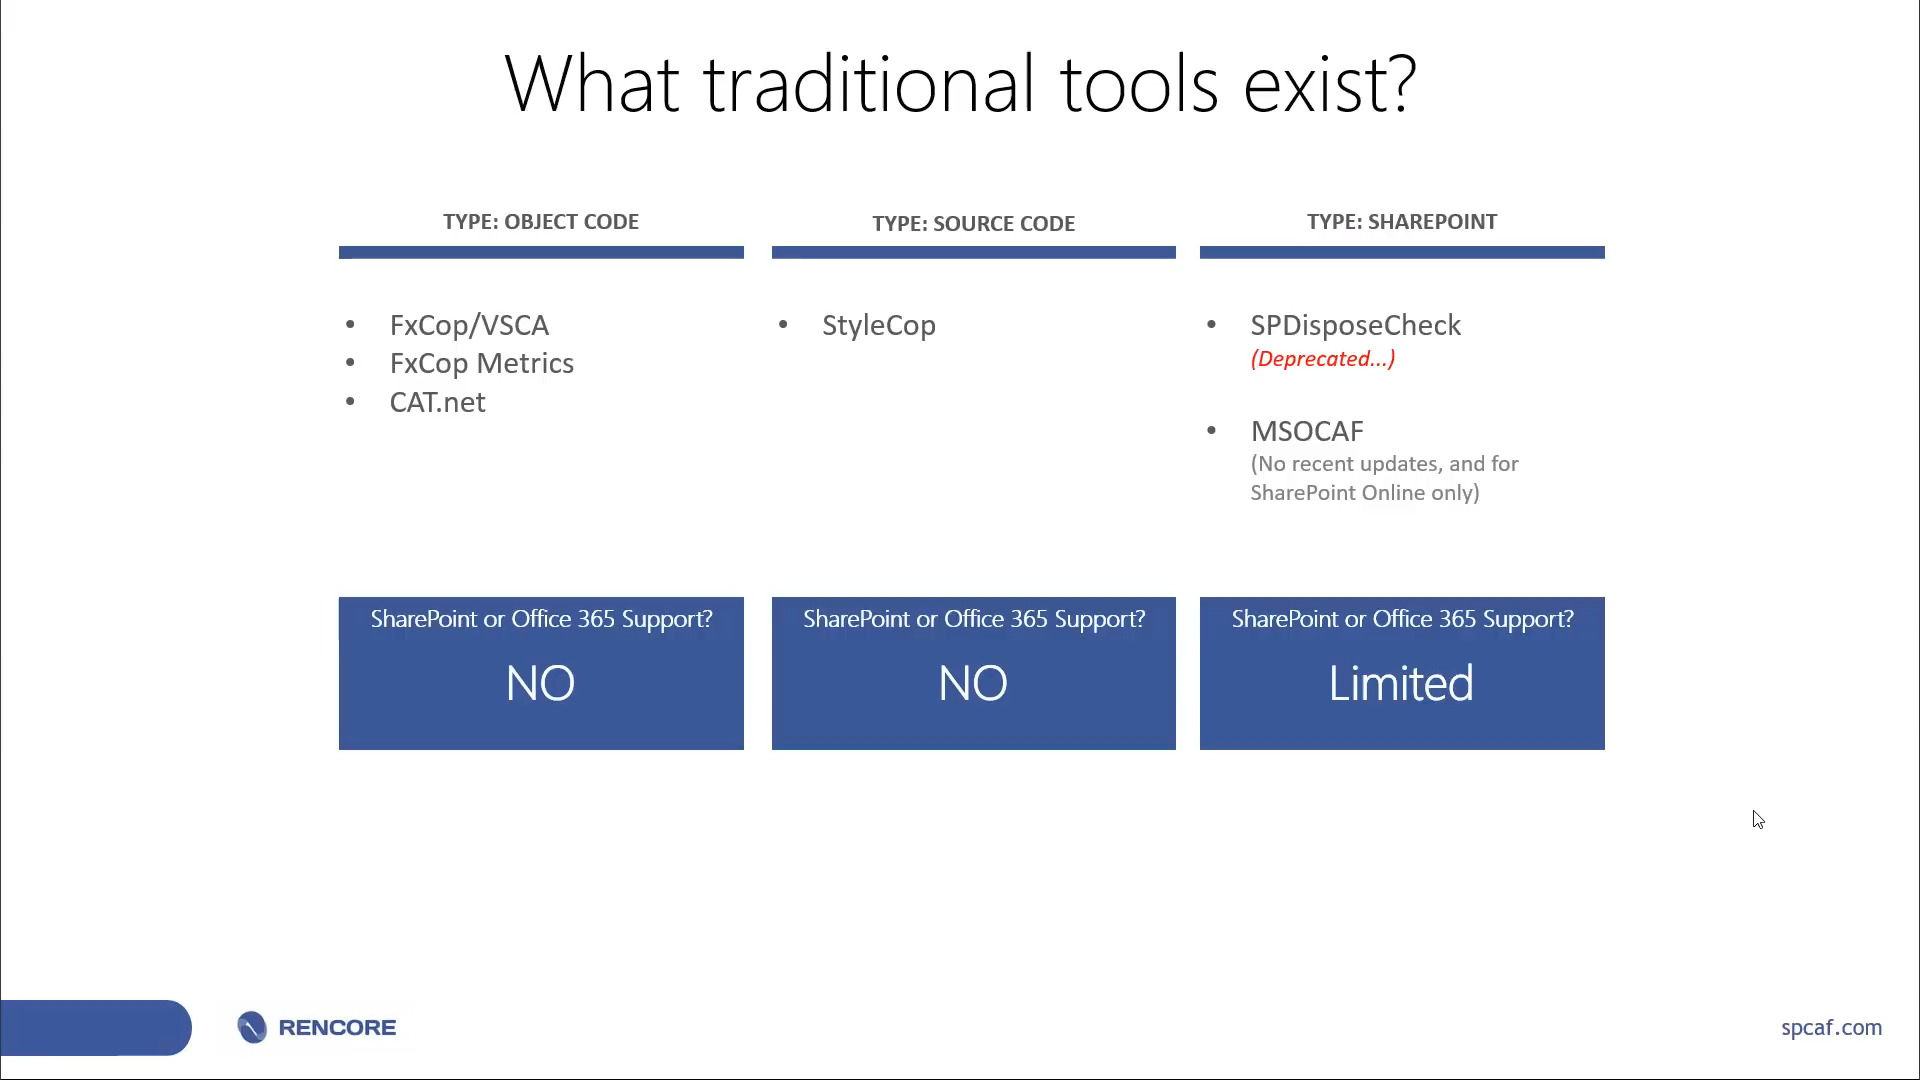 What traditional tools exist?
TYPE: OBJECT CODE
• FxCop/VSCA
• FxCop Metrics
• CAT.net
SharePoint or Office 365 Support?
NO
TYPE: SOURCE CODE
• StyleCop
SharePoint or Office 365 Support?
NO
TYPE: SHAREPOINT
• SPDisposeCheck
(Deprecated...)
• MSOCAF
(No recent updates, and for
SharePoint Online only)
SharePoint or Office 365 Support?
Limited
RENCORE
spcaf.com